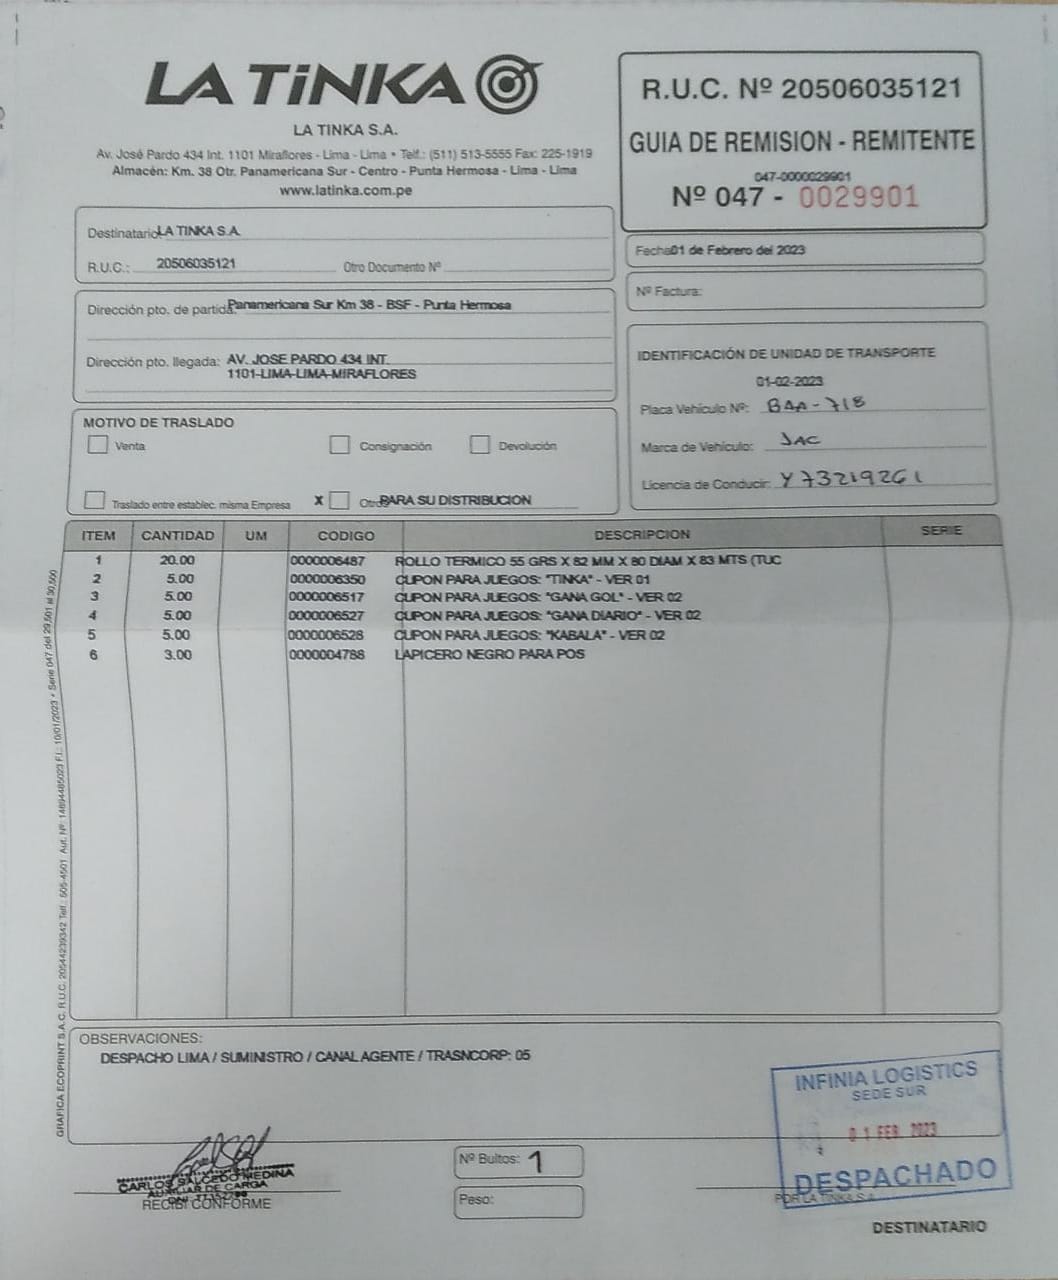 LA TiNKA
LA TINKA S.A.
Av. José Pardo 434 Int. 1101 Miraflores - Lima - Lima • Telf.: (511) 513-5555 Fax: 225-1919
Almacén: Km. 38 Otr. Panamericana Sur - Centro - Punta Hermosa - Lima - Lima
www.latinka.com.pe
R.U.C. Nº 20506035121
GUIA DE REMISION - REMITENTE
047-0000029901
Nº 047 - 0029901
Destinatario LA TINKA S.A.
R.U.C.: 20506035121 Otro Documento Nº
Fecha 01 de Febrero del 2023
Nº Factura:
Dirección pto. de partida: Panamericana Sur Km 38 - BSF - Punta Hermosa
Dirección pto. llegada: AV. JOSE PARDO 434 INT.
1101-LIMA-LIMA-MIRAFLORES
IDENTIFICACIÓN DE UNIDAD DE TRANSPORTE
01-02-2023
Placa Vehículo Nº: BAA-718
Marca de Vehículo: JAC
Licencia de Conducir: Y73219261
MOTIVO DE TRASLADO
Venta Consignación Devolución
Traslado entre establec. misma Empresa X Otros PARA SU DISTRIBUCION
ITEM CANTIDAD UM CODIGO DESCRIPCION SERIE
1 20.00 0000006487 ROLLO TERMICO 55 GRS X 82 MM X 80 DIAM X 83 MTS (TUC
2 5.00 0000006350 CUPON PARA JUEGOS: "TINKA" - VER 01
3 5.00 0000006517 CUPON PARA JUEGOS: "GANA GOL" - VER 02
4 5.00 0000006527 CUPON PARA JUEGOS: "GANA DIARIO" - VER 02
5 5.00 0000006528 CUPON PARA JUEGOS: "KABALA" - VER 02
6 3.00 0000004788 LAPICERO NEGRO PARA POS
GRAFICA ECOPRINT S.A.C. R.U.C. 20544239342 Telf.: 505-4501 Aut. Nº: 14894485023 F.I.: 10/01/2023 • Serie 047 del 29,501 al 30,500
OBSERVACIONES:
DESPACHO LIMA / SUMINISTRO / CANAL AGENTE / TRASNCORP: 05
INFINIA LOGISTICS
SEDE SUR
01 FEB. 2023
DESPACHADO
CARLOS SALCEDO MEDINA
AUXILIAR DE CARGA
RECIBI CONFORME
Nº Bultos: 1
Peso:
POR LA TINKA S.A.
DESTINATARIO